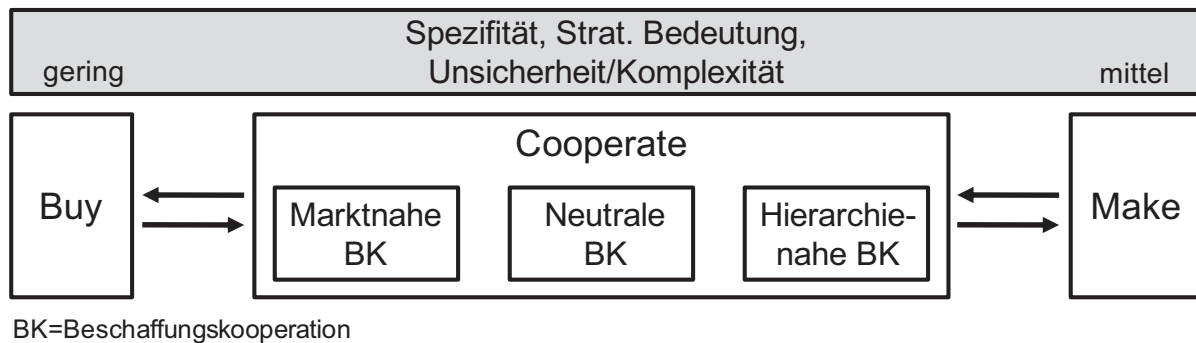 Spezifität, Strat. Bedeutung,
gering Unsicherheit/Komplexität mittel
Cooperate
Buy
Marktnahe
BK
Neutrale
BK
Hierarchie-
nahe BK
Make
BK=Beschaffungskooperation